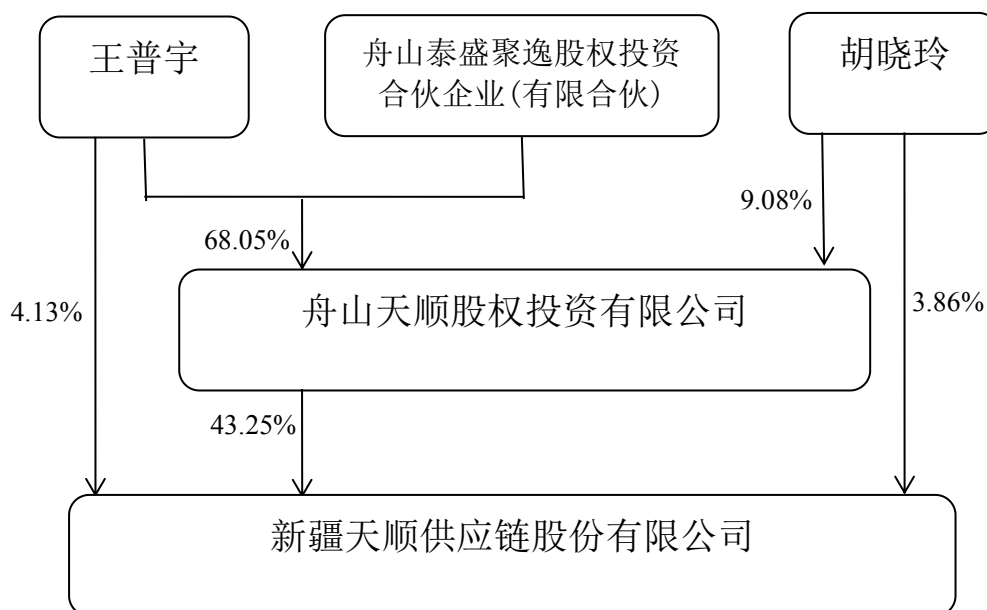 王普宇
舟山泰盛聚逸股权投资
合伙企业(有限合伙)
胡晓玲
9.08%
68.05%
4.13%
舟山天顺股权投资有限公司
3.86%
43.25%
新疆天顺供应链股份有限公司